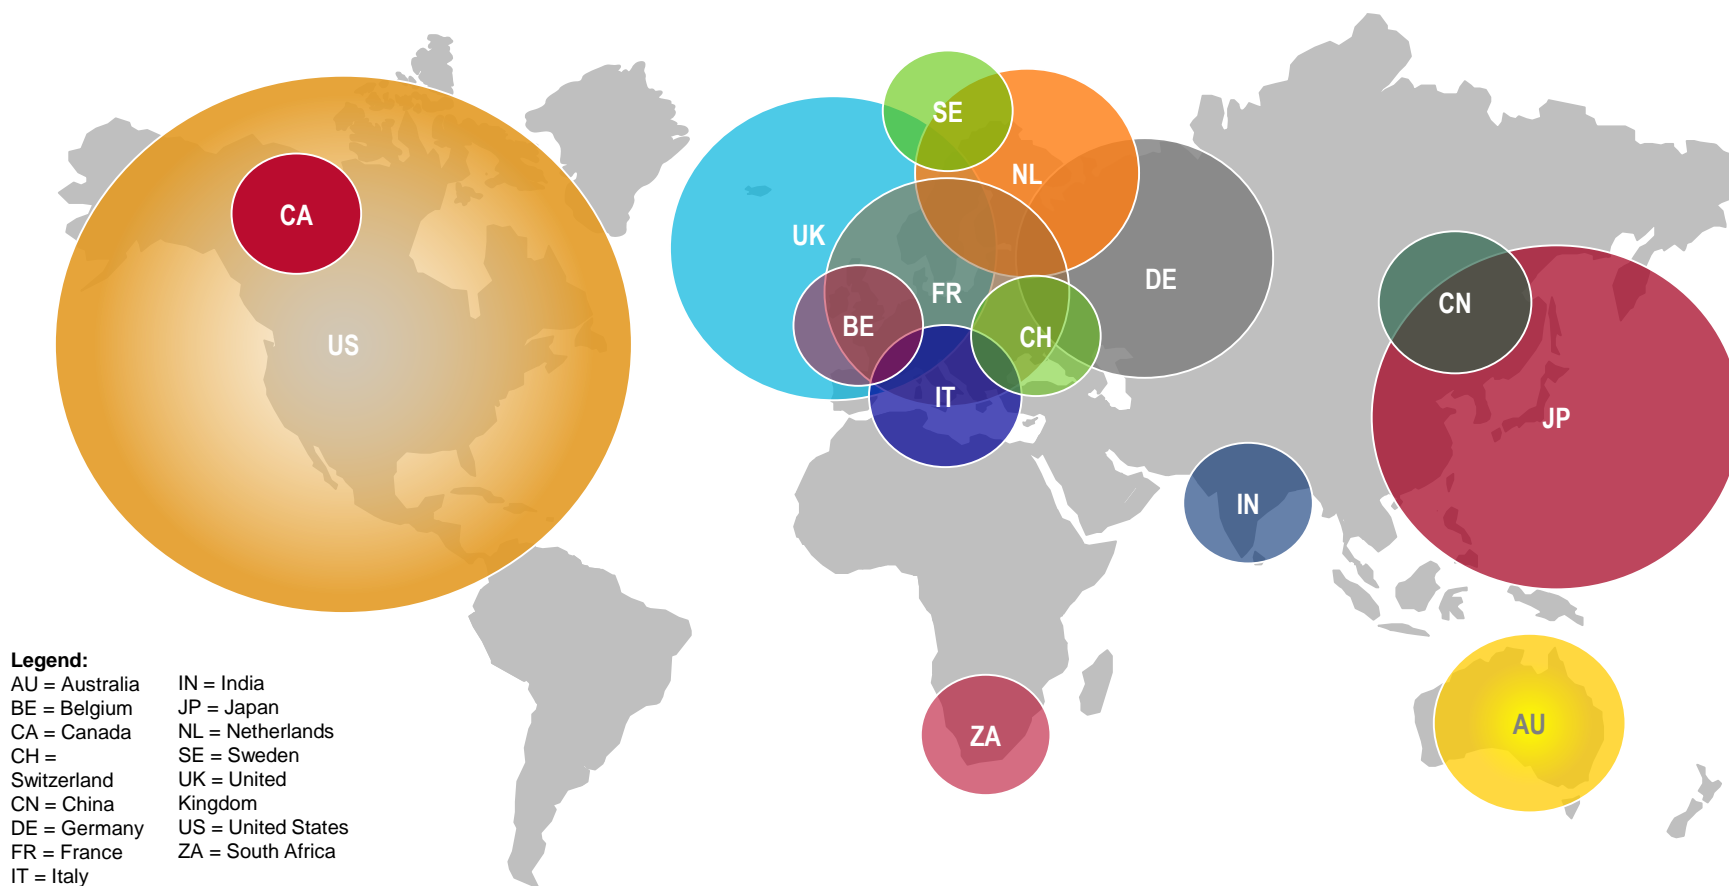 SE
NL
CA
UK
DE
FR
CN
BE
CH
US
IT
JP
IN
AU
ZA
Legend:
AU = Australia
BE = Belgium
CA = Canada
CH =
Switzerland
CN = China
DE = Germany
FR = France
IT = Italy
IN = India
JP = Japan
NL = Netherlands
SE = Sweden
UK = United
Kingdom
US = United States
ZA = South Africa